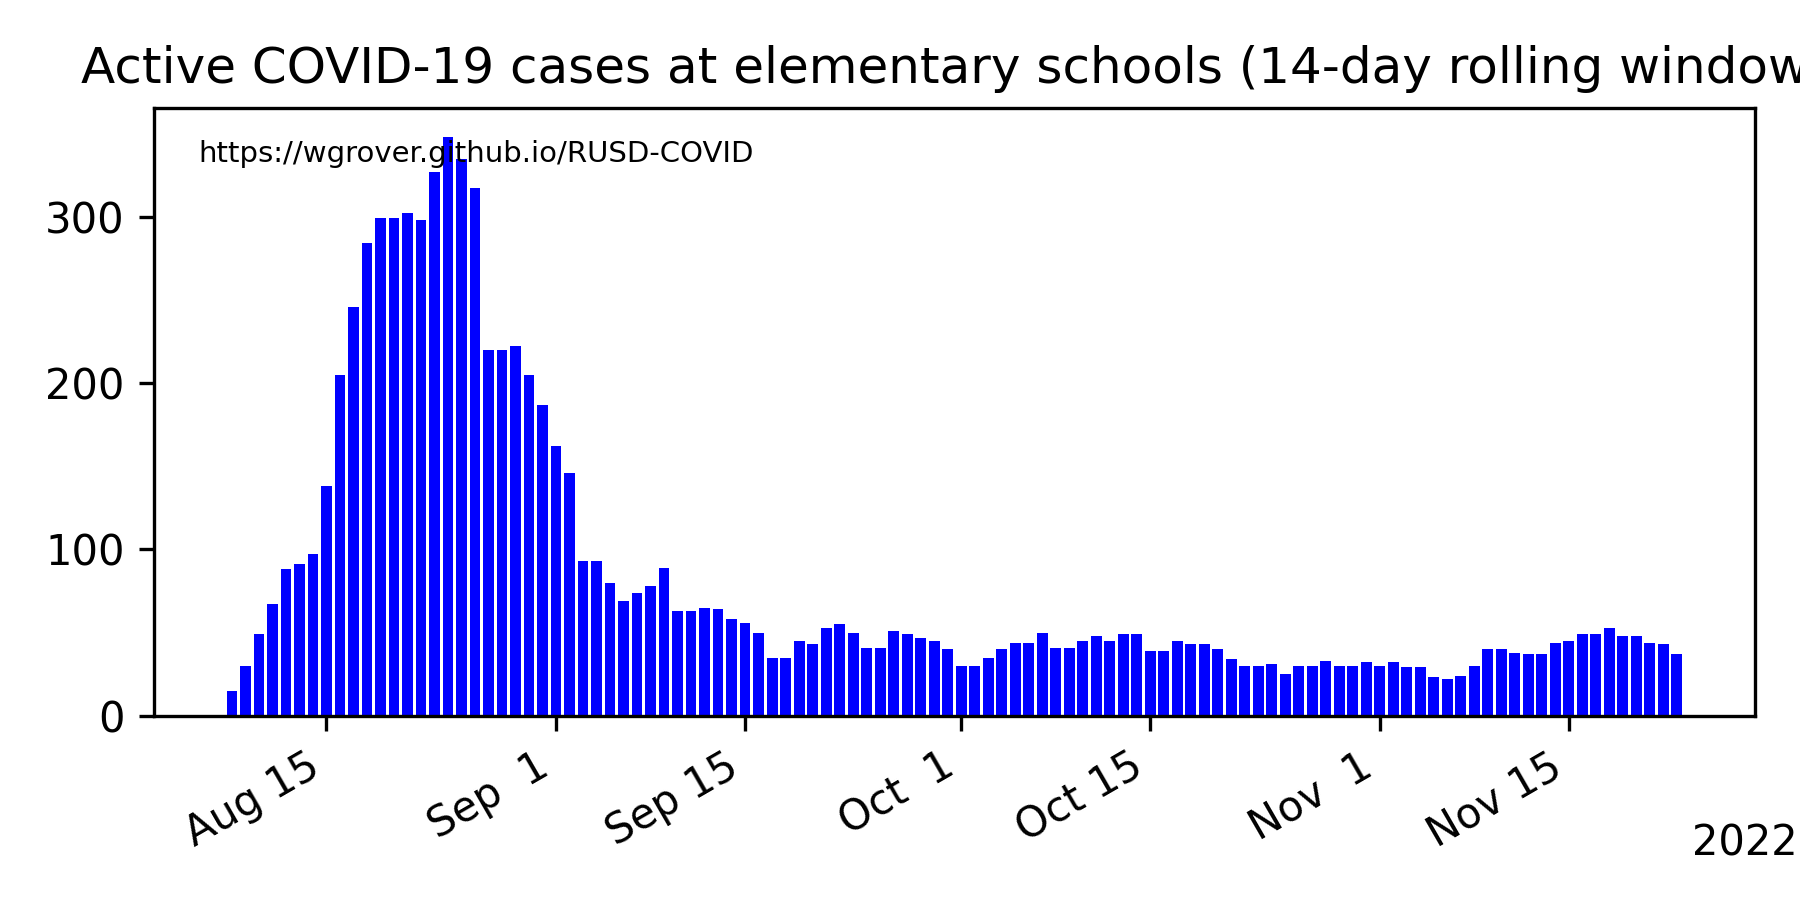 Active COVID-19 cases at elementary schools (14-day rolling window
https://wgrover.github.io/RUSD-COVID
300
200
100
0
Aug 15
Sep 1
Sep 15
Oct 1
Oct 15
Nov 1
Nov 15
2022